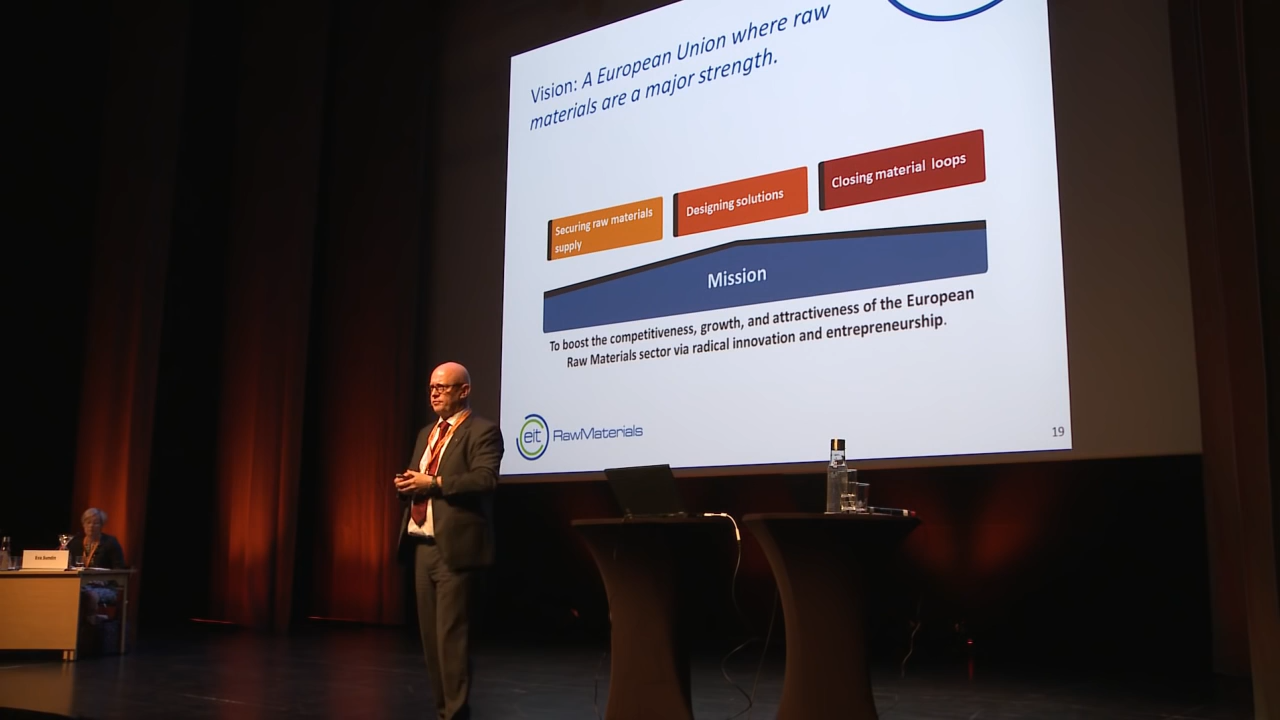 Vision: A European Union where raw
materials are a major strength.
Securing raw materials
supply
Designing solutions
Closing material loops
Mission
To boost the competitiveness, growth, and attractiveness of the European
Raw Materials sector via radical innovation and entrepreneurship.
eit RawMaterials
19